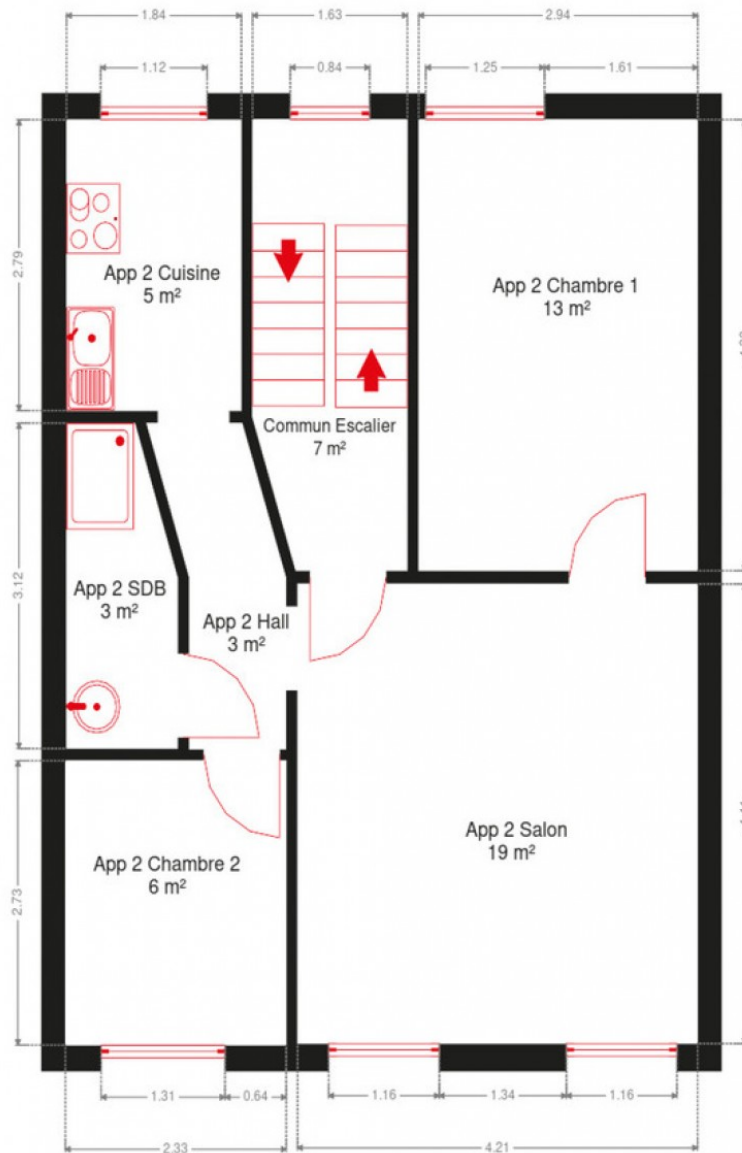 1.84
1.63
2.94
1.12
0.84
1.25
1.61
2.79
App 2 Cuisine
5 m²
App 2 Chambre 1
13 m²
Commun Escalier
7 m²
3.12
App 2 SDB
3 m²
App 2 Hall
3 m²
App 2 Salon
19 m²
App 2 Chambre 2
6 m²
2.73
1.31
0.64
1.16
1.34
1.16
2.33
4.21